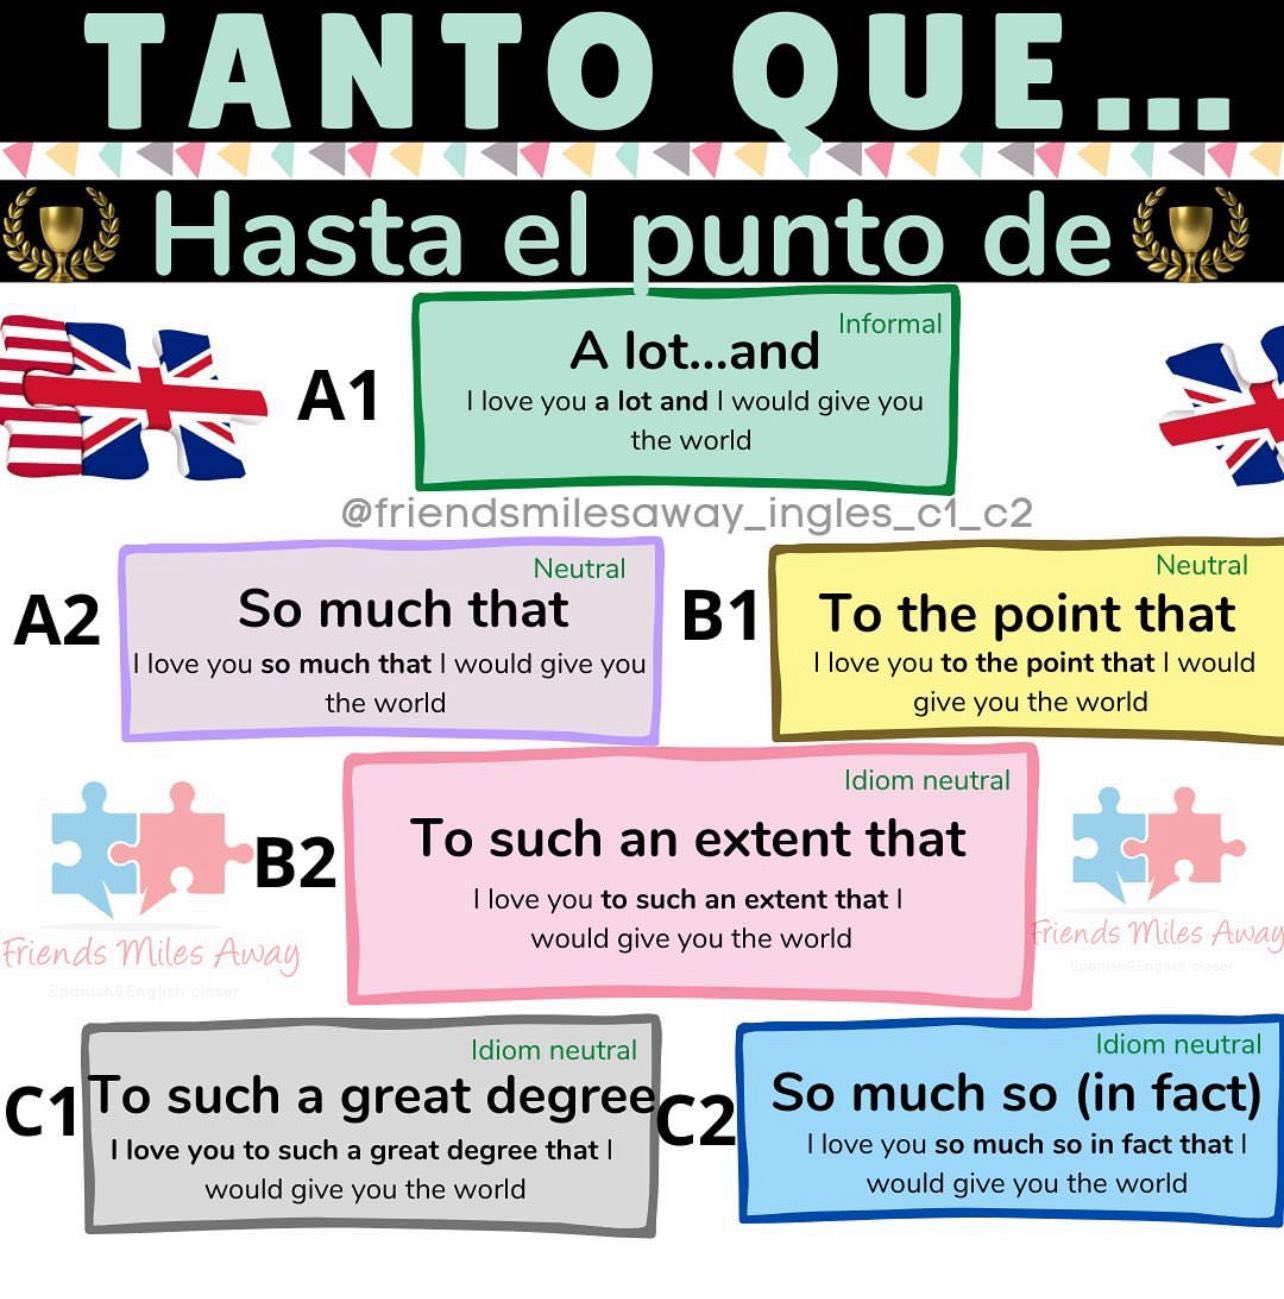 TANTO QUE...
Hasta el punto de
Informal
A1
A lot...and
I love you a lot and I would give you
the world
@friendsmilesaway_ingles_c1_c2
A2
Neutral
So much that
I love you so much that I would give you
the world
B1
Neutral
To the point that
I love you to the point that I would
give you the world
B2
Idiom neutral
To such an extent that
I love you to such an extent that I
would give you the world
Friends Miles Away
Spanish&English closer
Friends Miles Away
Spanish&English closer
C1
Idiom neutral
To such a great degree
I love you to such a great degree that I
would give you the world
C2
Idiom neutral
So much so (in fact)
I love you so much so in fact that I
would give you the world